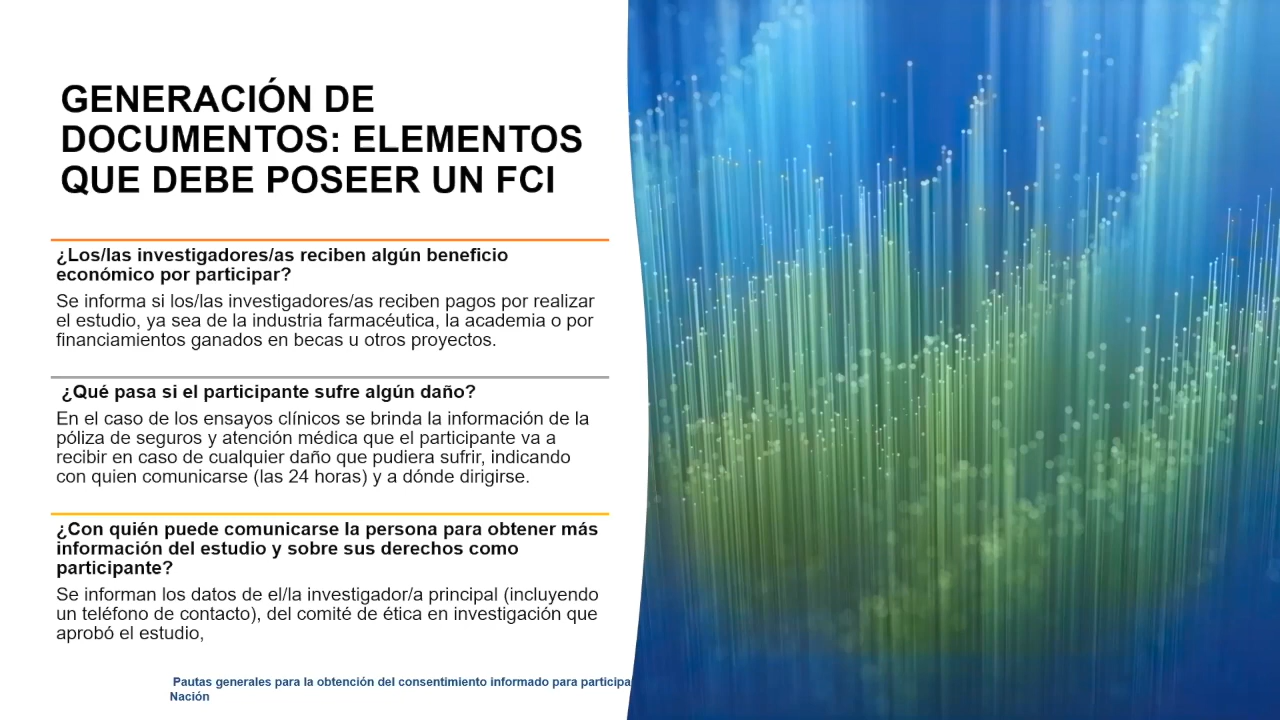 GENERACIÓN DE
DOCUMENTOS: ELEMENTOS
QUE DEBE POSEER UN FCI
¿Los/las investigadores/as reciben algún beneficio
económico por participar?
Se informa si los/las investigadores/as reciben pagos por realizar
el estudio, ya sea de la industria farmacéutica, la academia o por
financiamientos ganados en becas u otros proyectos.
¿Qué pasa si el participante sufre algún daño?
En el caso de los ensayos clínicos se brinda la información de la
póliza de seguros y atención médica que el participante va a
recibir en caso de cualquier daño que pudiera sufrir, indicando
con quien comunicarse (las 24 horas) y a dónde dirigirse.
¿Con quién puede comunicarse la persona para obtener más
información del estudio y sobre sus derechos como
participante?
Se informan los datos de el/la investigador/a principal (incluyendo
un teléfono de contacto), del comité de ética en investigación que
aprobó el estudio,
Pautas generales para la obtención del consentimiento informado para participa
Nación